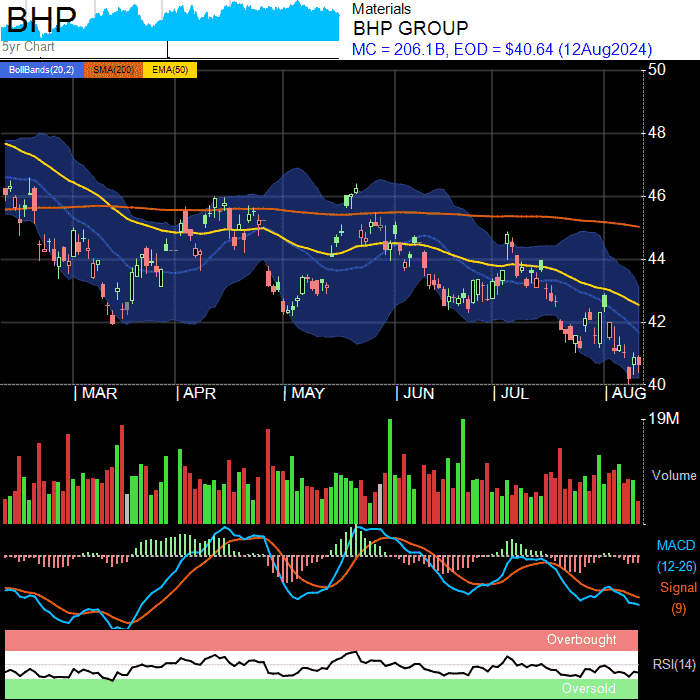 BHP
5yr Chart
Materials
BHP GROUP
MC = 206.1B, EOD = $40.64 (12Aug2024)
BollBands(20,2) SMA(200) EMA(50)
50
48
46
44
42
40
| MAR | APR | MAY | JUN | JUL | AUG
19M
Volume
MACD
(12-26)
Signal
(9)
Overbought
RSI(14)
Oversold